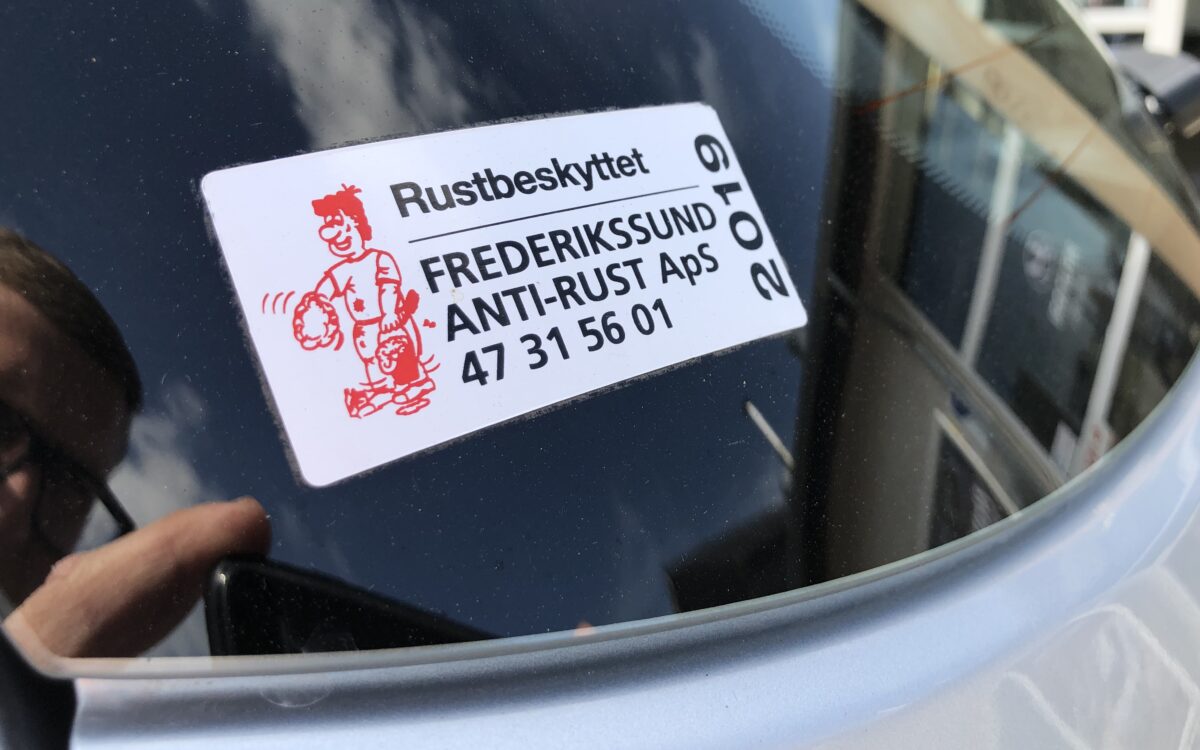 Rustbeskyttet
FREDERIKSSUND
ANTI-RUST ApS
47 31 56 01
2019